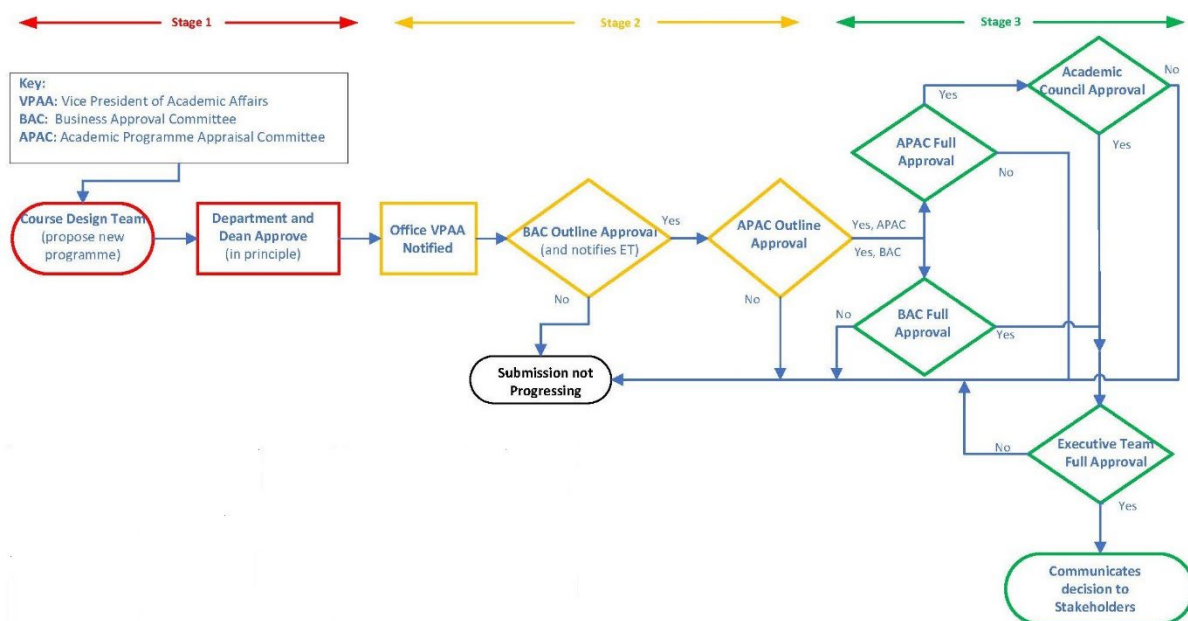 Stage 1
Stage 2
Stage 3
Key:
VPAA: Vice President of Academic Affairs
BAC: Business Approval Committee
APAC: Academic Programme Appraisal Committee
Course Design Team
(propose new
programme)
Department and
Dean Approve
(in principle)
Office VPAA
Notified
BAC Outline Approval
(and notifies ET)
Yes
No
APAC Outline
Approval
Yes, APAC
Yes, BAC
No
Submission not
Progressing
APAC Full
Approval
Yes
No
Academic
Council Approval
No
Yes
BAC Full
Approval
No
Yes
Executive Team
Full Approval
No
Yes
Communicates
decision to
Stakeholders